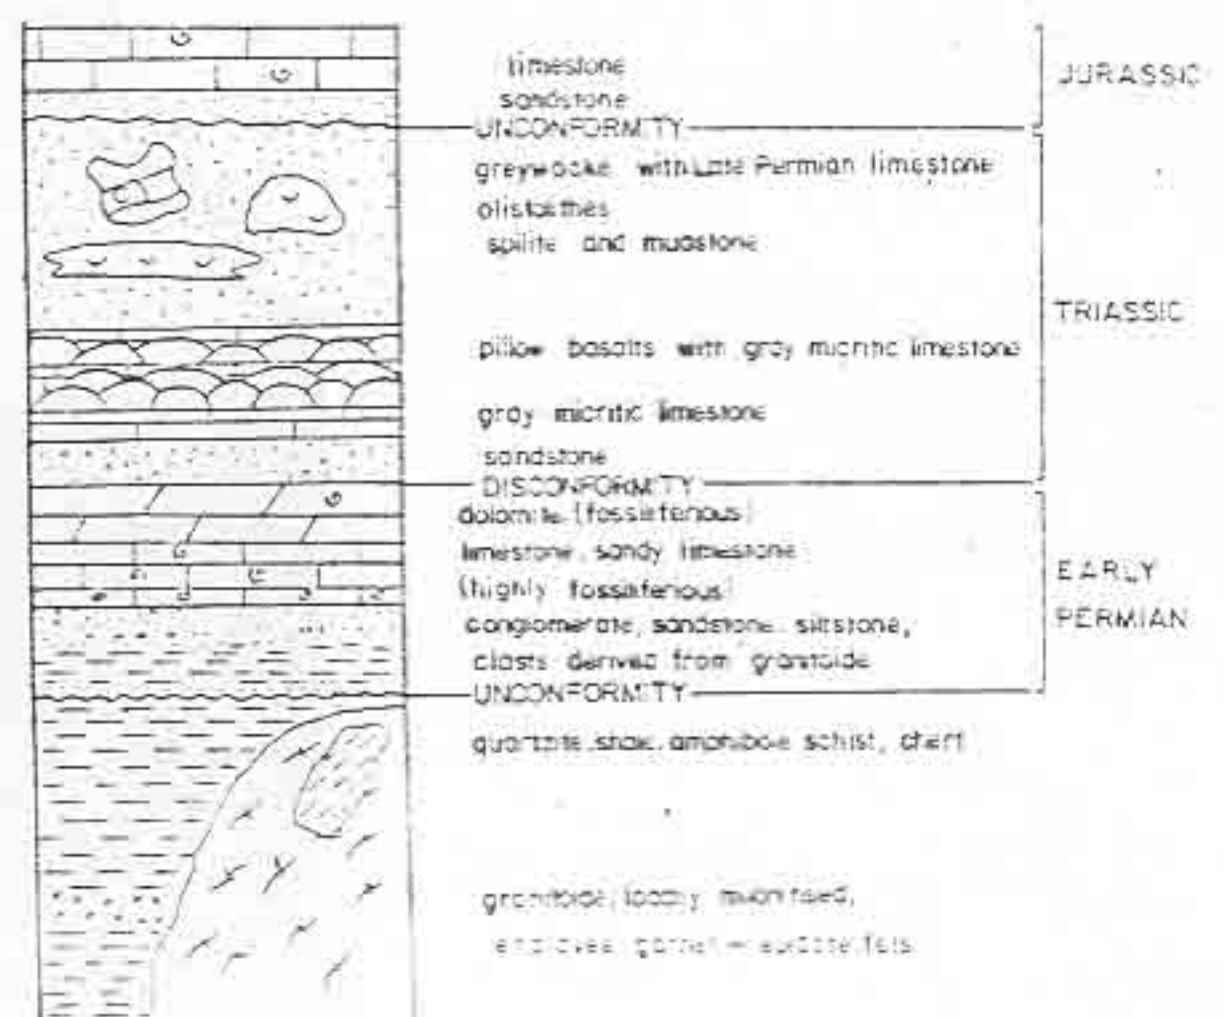 limestone
sandstone
UNCONFORMITY
JURASSIC
greywacke with Late Permian limestone
spilite and mudstone
TRIASSIC
pillow basalts with gray micritic limestone
gray micritic limestone
sandstone
DISCONFORMITY
dolomite (fossiliferous)
limestone, sandy limestone
(highly fossiliferous)
EARLY
PERMIAN
conglomerate, sandstone siltstone,
clasts derived from granitoide
UNCONFORMITY
quartzite, shale, amphibole schist, chert
granitoide, locally